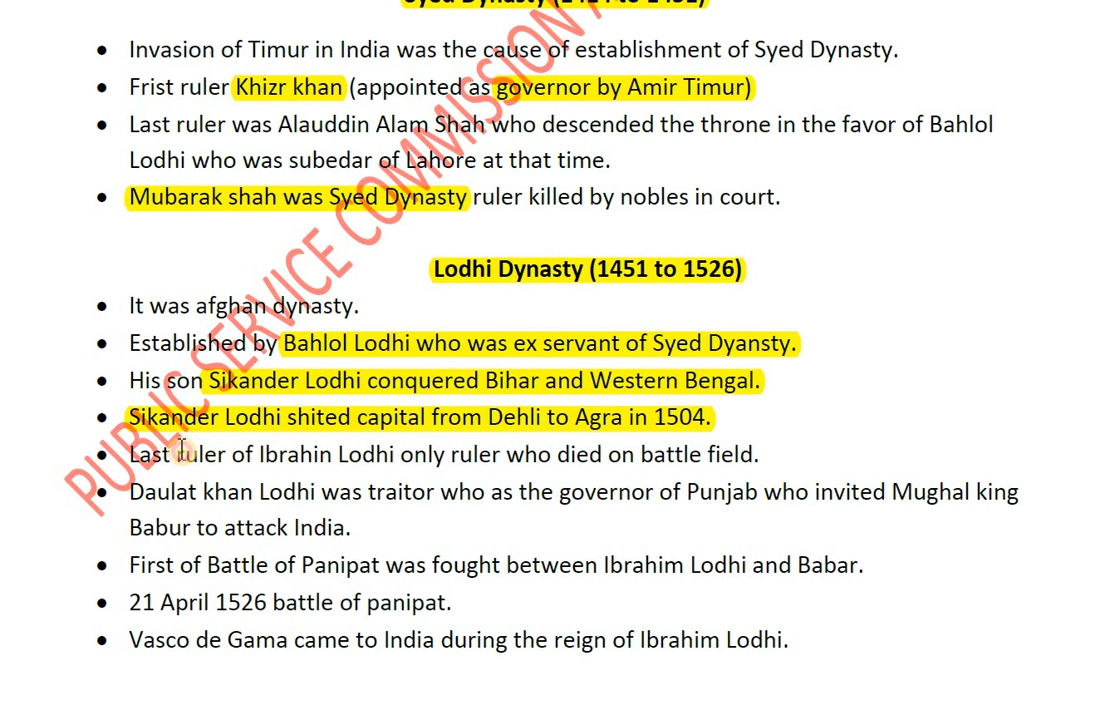 Syed Dynasty (1414 to 1451)
• Invasion of Timur in India was the cause of establishment of Syed Dynasty.
• Frist ruler Khizr khan (appointed as governor by Amir Timur)
• Last ruler was Alauddin Alam Shah who descended the throne in the favor of Bahlol
Lodhi who was subedar of Lahore at that time.
• Mubarak shah was Syed Dynasty ruler killed by nobles in court.
Lodhi Dynasty (1451 to 1526)
• It was afghan dynasty.
• Established by Bahlol Lodhi who was ex servant of Syed Dyansty.
• His son Sikander Lodhi conquered Bihar and Western Bengal.
• Sikander Lodhi shited capital from Dehli to Agra in 1504.
• Last ruler of Ibrahin Lodhi only ruler who died on battle field.
• Daulat khan Lodhi was traitor who as the governor of Punjab who invited Mughal king
Babur to attack India.
• First of Battle of Panipat was fought between Ibrahim Lodhi and Babar.
• 21 April 1526 battle of panipat.
• Vasco de Gama came to India during the reign of Ibrahim Lodhi.
PUBLIC SERVICE COMMISSION